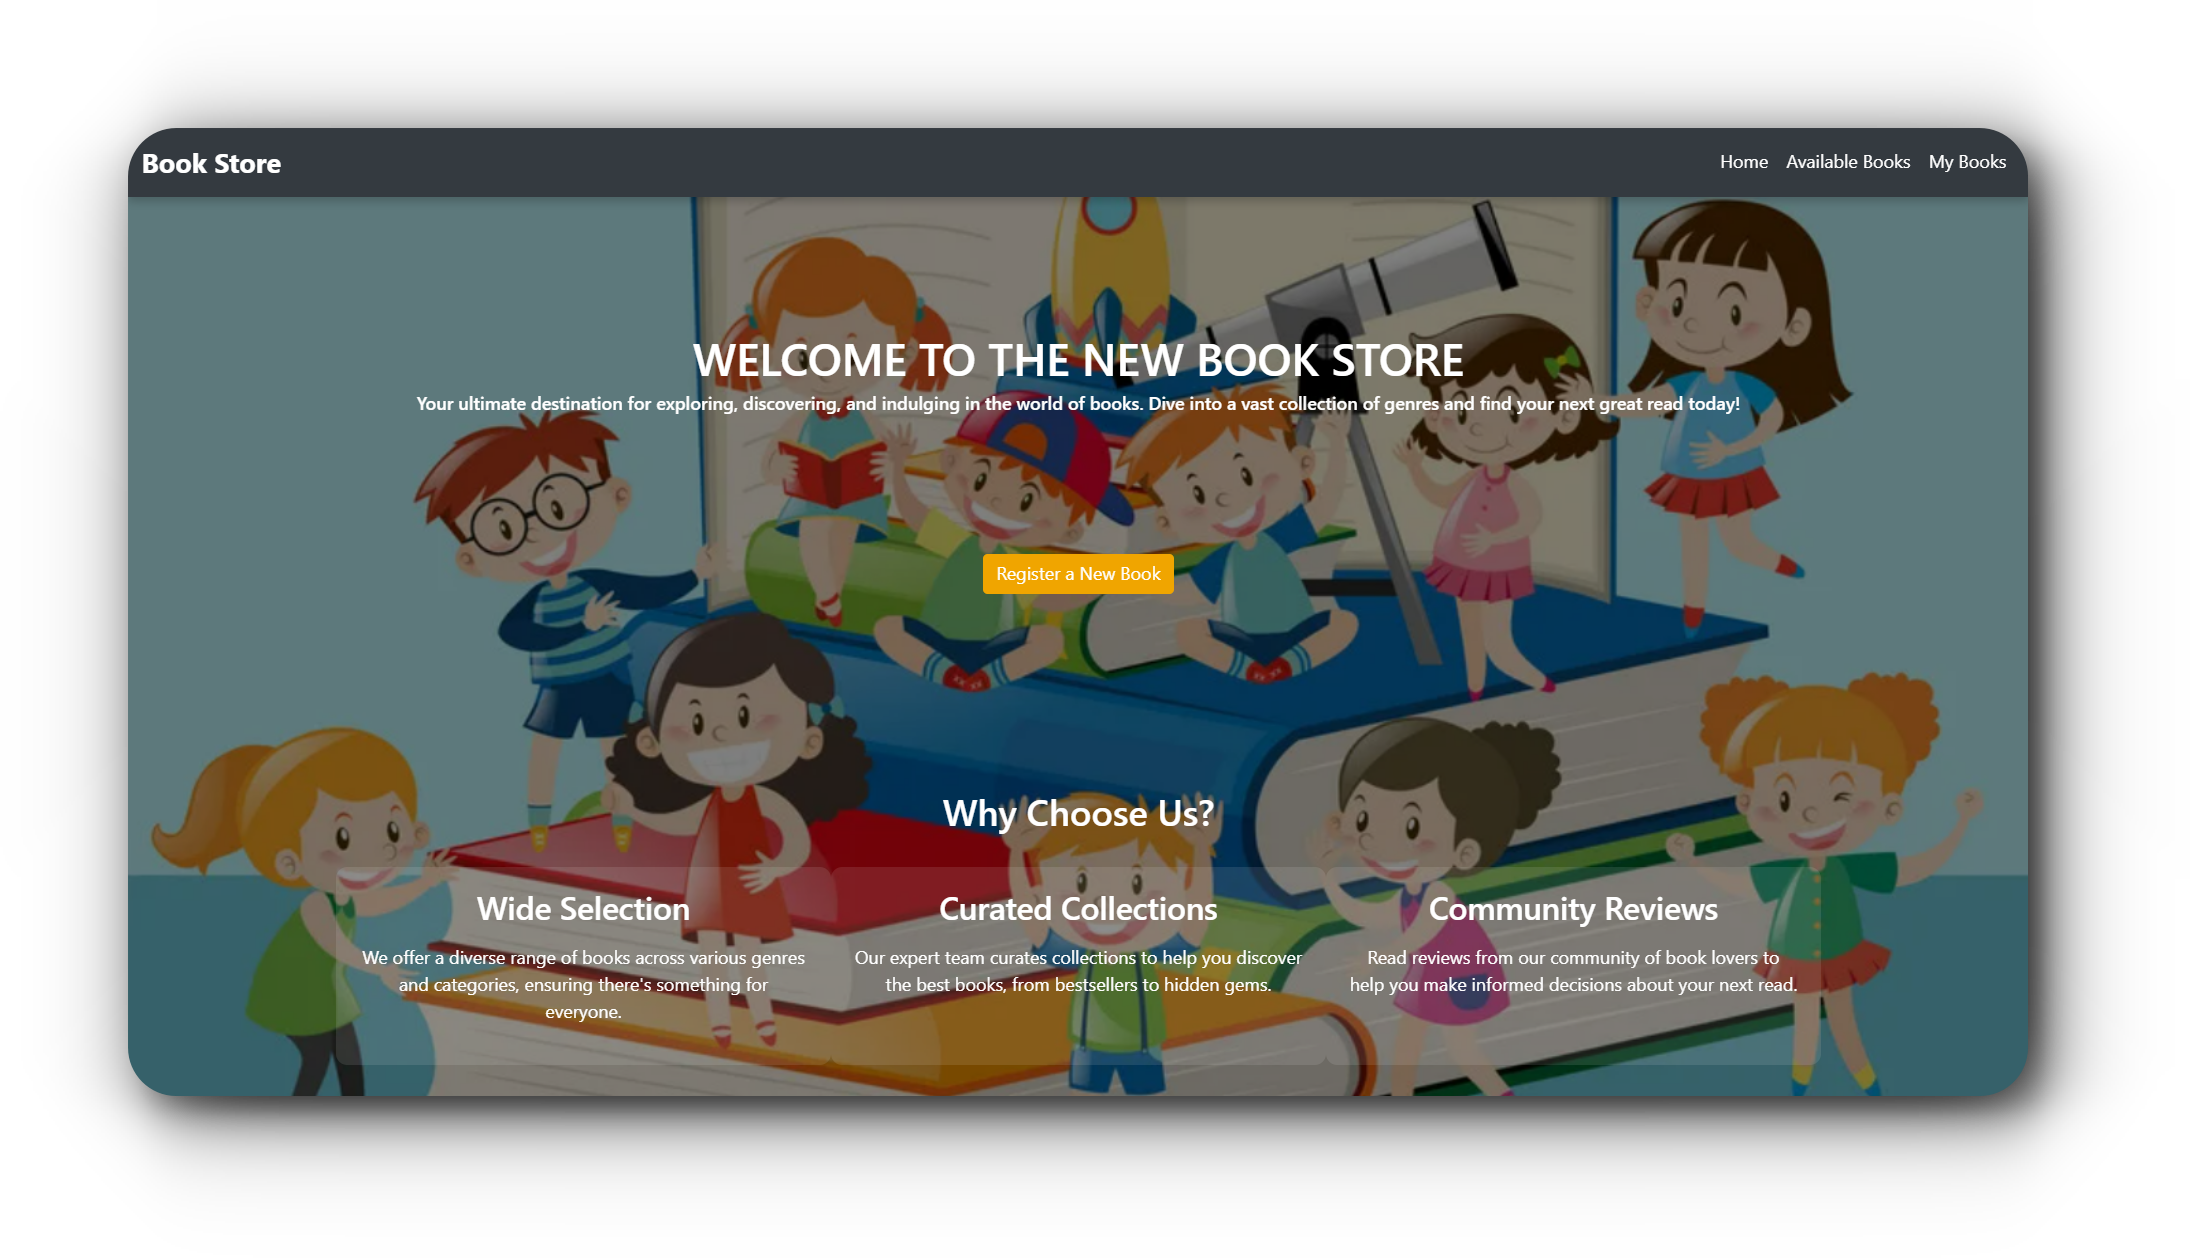 Book Store
Home Available Books My Books
WELCOME TO THE NEW BOOK STORE
Your ultimate destination for exploring, discovering, and indulging in the world of books. Dive into a vast collection of genres and find your next great read today!
Register a New Book
Why Choose Us?
Wide Selection
We offer a diverse range of books across various genres
and categories, ensuring there's something for
everyone.
Curated Collections
Our expert team curates collections to help you discover
the best books, from bestsellers to hidden gems.
Community Reviews
Read reviews from our community of book lovers to
help you make informed decisions about your next read.